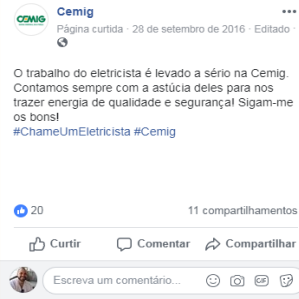 CEMIG
Cemig
Página curtida · 28 de setembro de 2016 · Editado ·
O trabalho do eletricista é levado a sério na Cemig.
Contamos sempre com a astúcia deles para nos
trazer energia de qualidade e segurança! Sigam-me
os bons!
#ChameUmEletricista #Cemig
20
11 compartilhamentos
Curtir Comentar Compartilhar
Escreva um comentário...
GIF